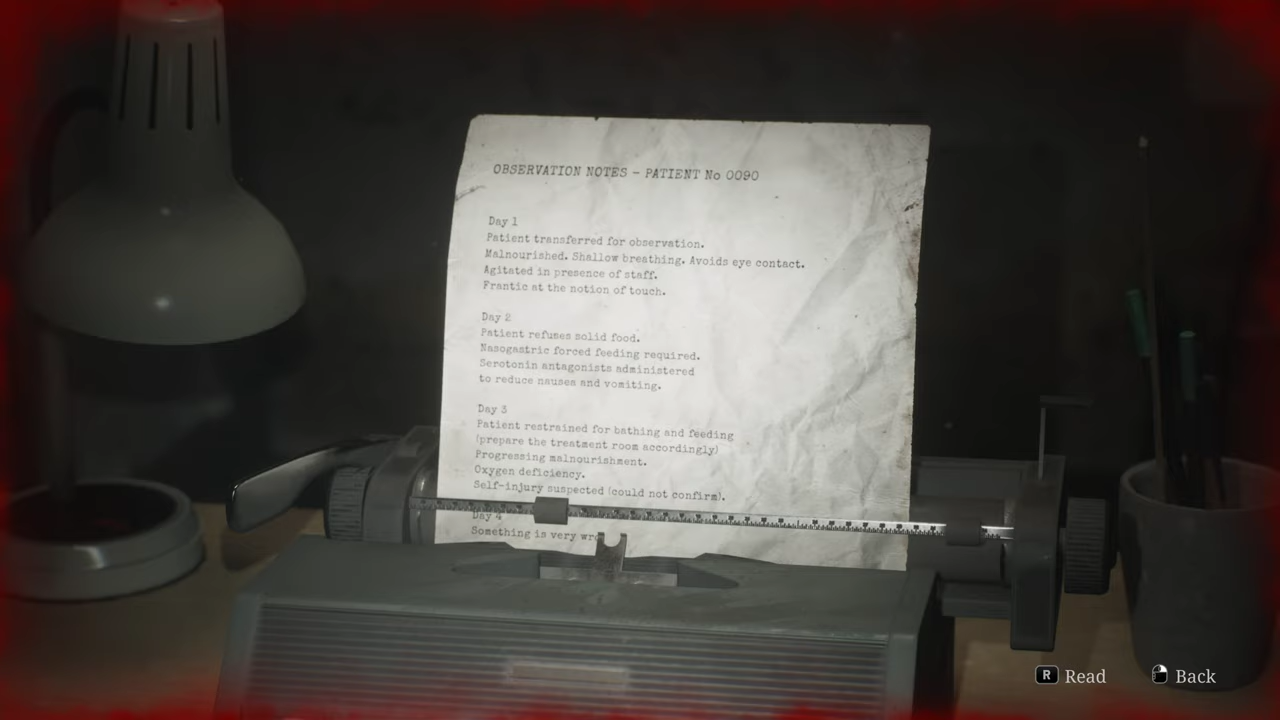 OBSERVATION NOTES – PATIENT No 0090
Day 1
Patient transferred for observation.
Malnourished. Shallow breathing. Avoids eye contact.
Agitated in presence of staff.
Frantic at the notion of touch.
Day 2
Patient refuses solid food.
Nasogastric forced feeding required.
Serotonin antagonists administered
to reduce nausea and vomiting.
Day 3
Patient restrained for bathing and feeding
(prepare the treatment room accordingly)
Progressing malnourishment.
Oxygen deficiency.
Self-injury suspected (could not confirm).
Day 4
Something is very
R Read
Back